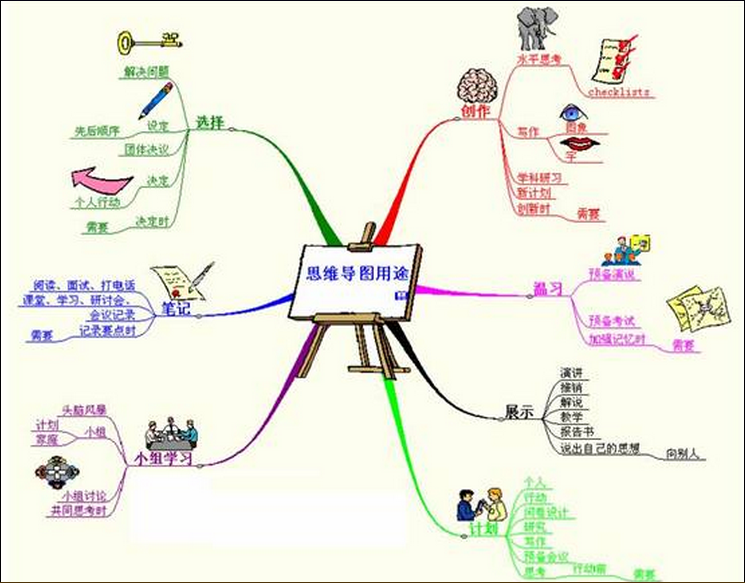 思维导图用途
创作
水平思考
checklists
写作
图象
字
学科研习
新计划
创新时
需要
温习
预备演说
预备考试
加强记忆时
需要
展示
演讲
推销
解说
教学
报告书
说出自己的思想
向别人
计划
个人
行动
问卷设计
研究
写作
预备会议
思考
行动前
需要
小组学习
头脑风暴
计划
家庭
小组
小组讨论
共同思考时
笔记
阅读、面试、打电话
课堂、学习、研讨会、
会议记录
记录要点时
需要
选择
解决问题
先后顺序
设定
团体决议
决定
个人行动
决定时
需要